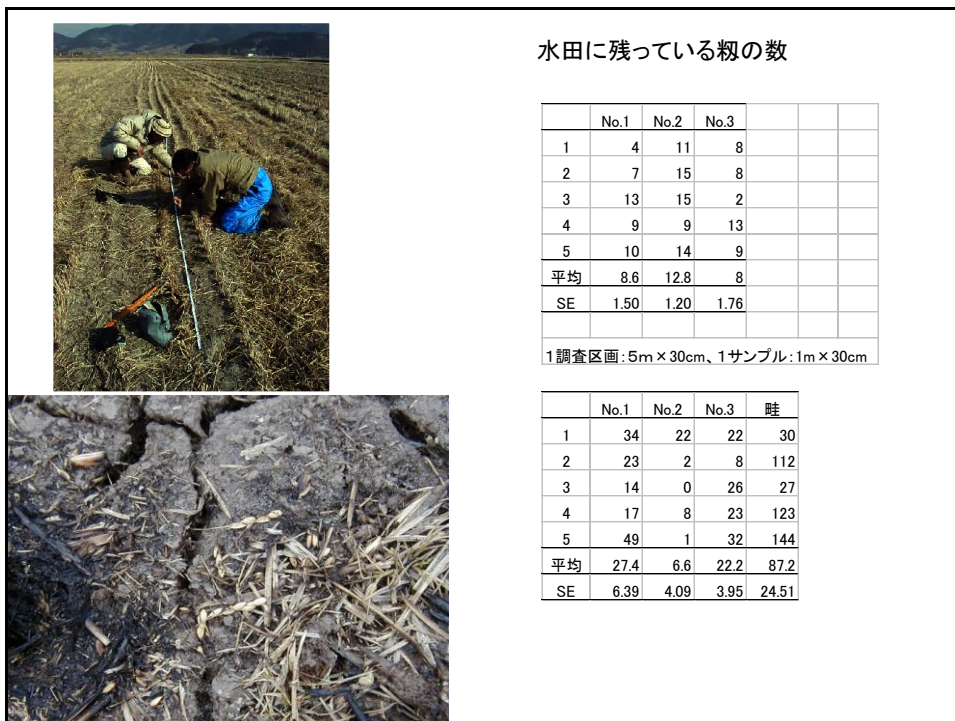 水田に残っている籾の数
No.1 No.2 No.3
1 4 11 8
2 7 15 8
3 13 15 2
4 9 9 13
5 10 14 9
平均 8.6 12.8 8
SE 1.50 1.20 1.76
1調査区画:5m×30cm、1サンプル:1m×30cm
No.1 No.2 No.3 畦
1 34 22 22 30
2 23 2 8 112
3 14 0 26 27
4 17 8 23 123
5 49 1 32 144
平均 27.4 6.6 22.2 87.2
SE 6.39 4.09 3.95 24.51